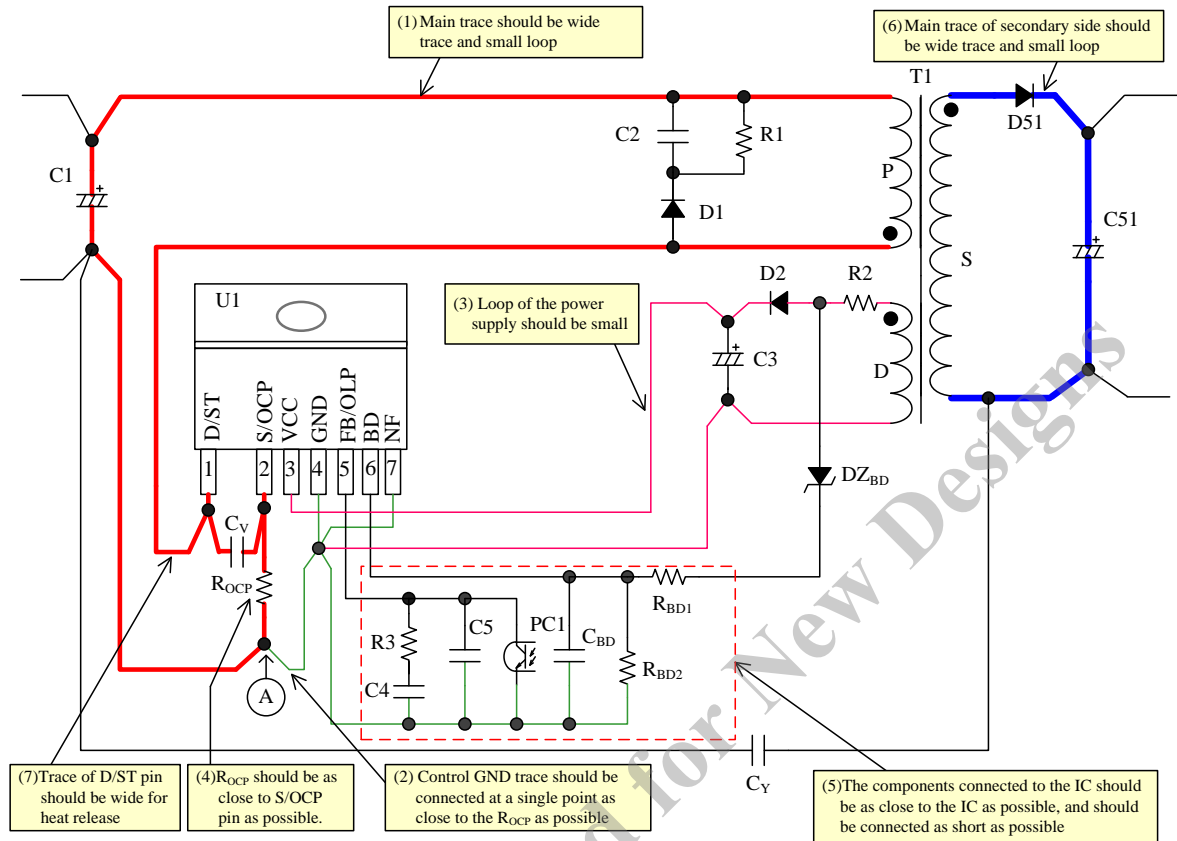 (1) Main trace should be wide
trace and small loop
(6) Main trace of secondary side should
be wide trace and small loop
T1
D51
C2
R1
C1
P
D1
C51
S
D2
R2
U1
(3) Loop of the power
supply should be small
C3
D
D/ST
S/OCP
VCC
GND
FB/OLP
BD
NF
1
2
3
4
5
6
7
DZBD
CV
ROCP
RBD1
PC1
C5
CBD
R3
RBD2
C4
A
for New Designs
CY
(7)Trace of D/ST pin
should be wide for
heat release
(4)ROCP should be as
close to S/OCP
pin as possible.
(2) Control GND trace should be
connected at a single point as
close to the ROCP as possible
(5)The components connected to the IC should
be as close to the IC as possible, and should
be connected as short as possible